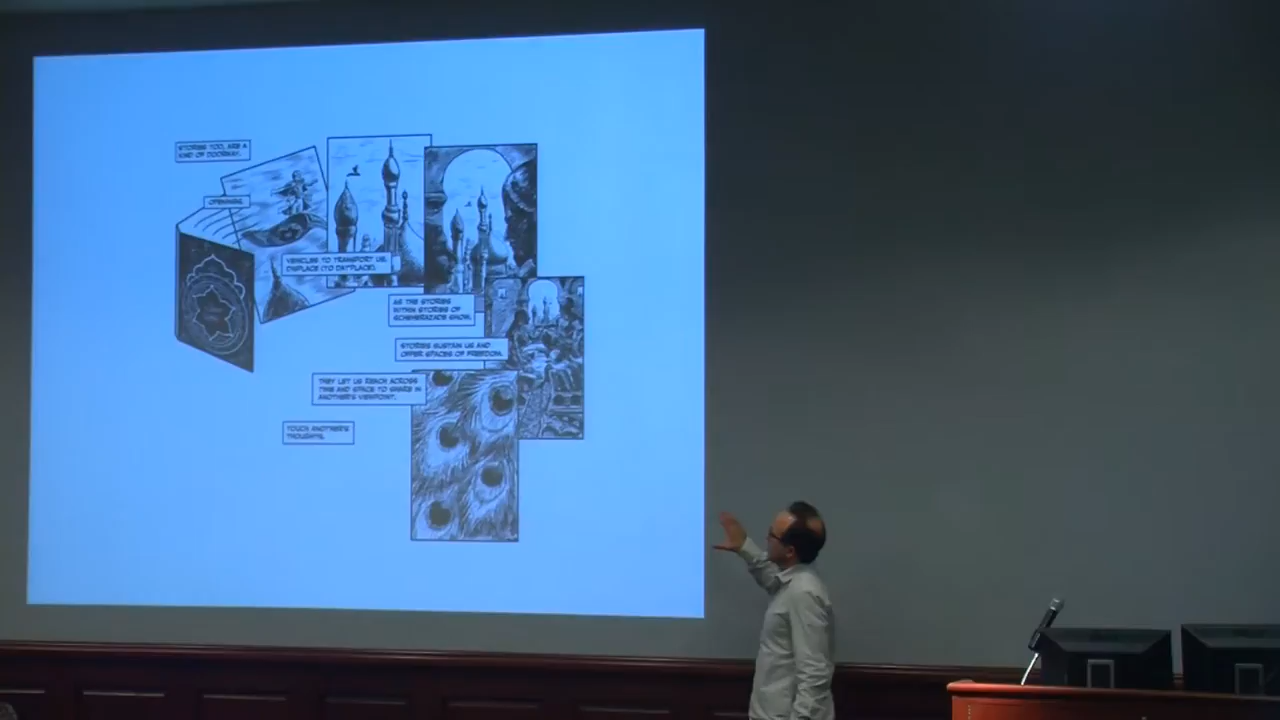 STORIES TOO, ARE A
KIND OF DOORWAY.
OPENINGS.
VEHICLES TO TRANSPORT US,
DISPLACE (TO DAT'PLACE).
AS THE STORIES
WITHIN STORIES OF
SCHEHERAZADE SHOW,
STORIES SUSTAIN US AND
OFFER SPACES OF FREEDOM.
THEY LET US REACH ACROSS
TIME AND SPACE TO SHARE IN
ANOTHER'S VIEWPOINT.
TOUCH ANOTHER'S
THOUGHTS.